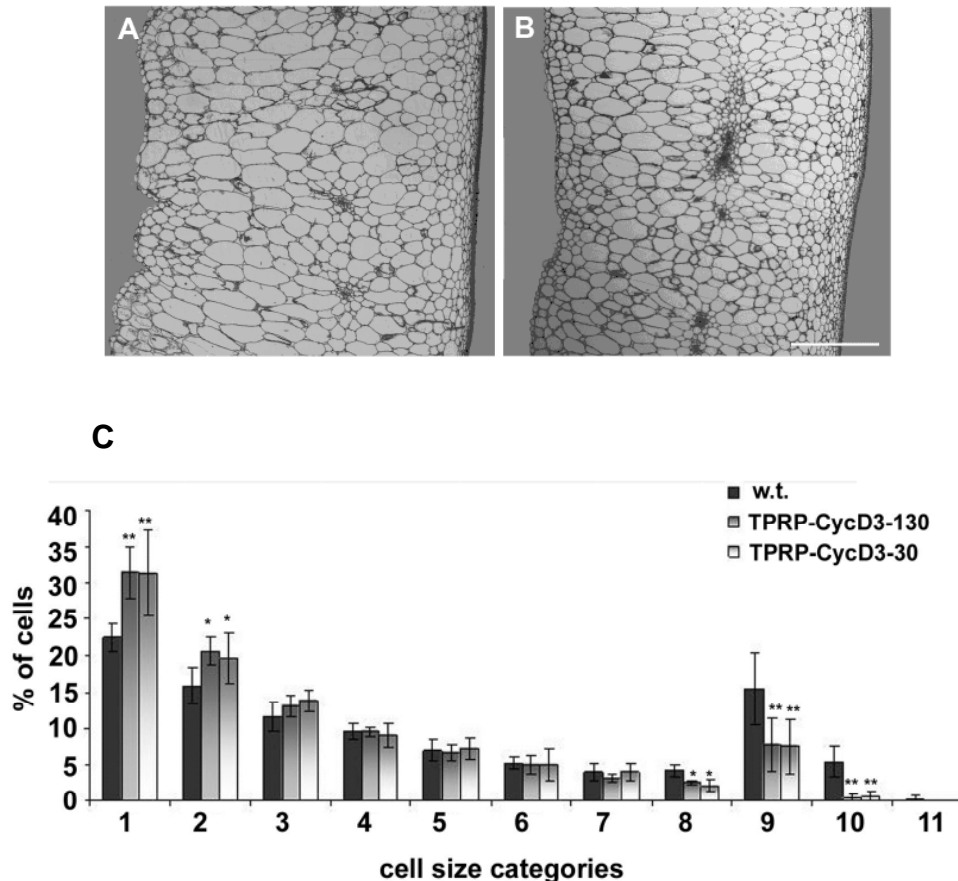 A
B
C
w.t.
TPRP-CycD3-130
TPRP-CycD3-30
40
35
30
25
20
15
10
5
0
% of cells
** **
* *
* *
** **
** **
1 2 3 4 5 6 7 8 9 10 11
cell size categories